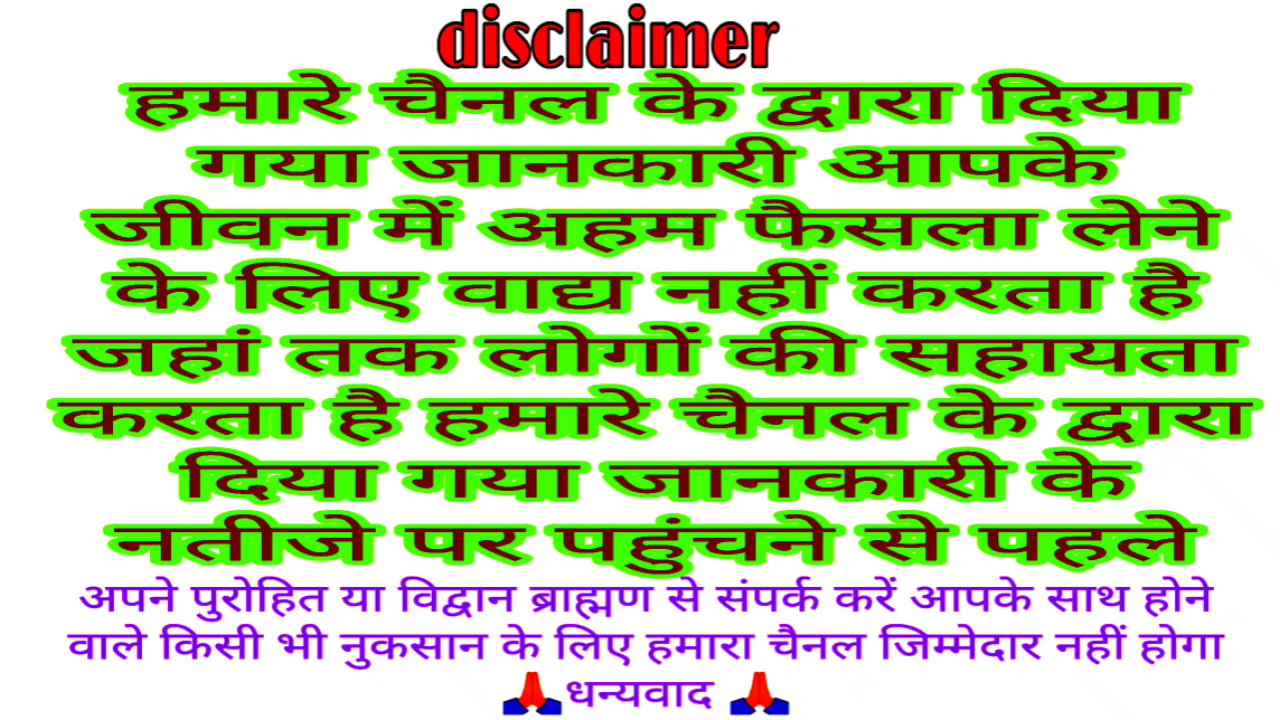 disclaimer
हमारे चैनल के द्वारा दिया
गया जानकारी आपके
जीवन में अहम फैसला लेने
के लिए वाद्य नहीं करता है
जहां तक लोगों की सहायता
करता है हमारे चैनल के द्वारा
दिया गया जानकारी के
नतीजे पर पहुंचने से पहले
अपने पुरोहित या विद्वान ब्राह्मण से संपर्क करें आपके साथ होने
वाले किसी भी नुकसान के लिए हमारा चैनल जिम्मेदार नहीं होगा
🙏धन्यवाद 🙏